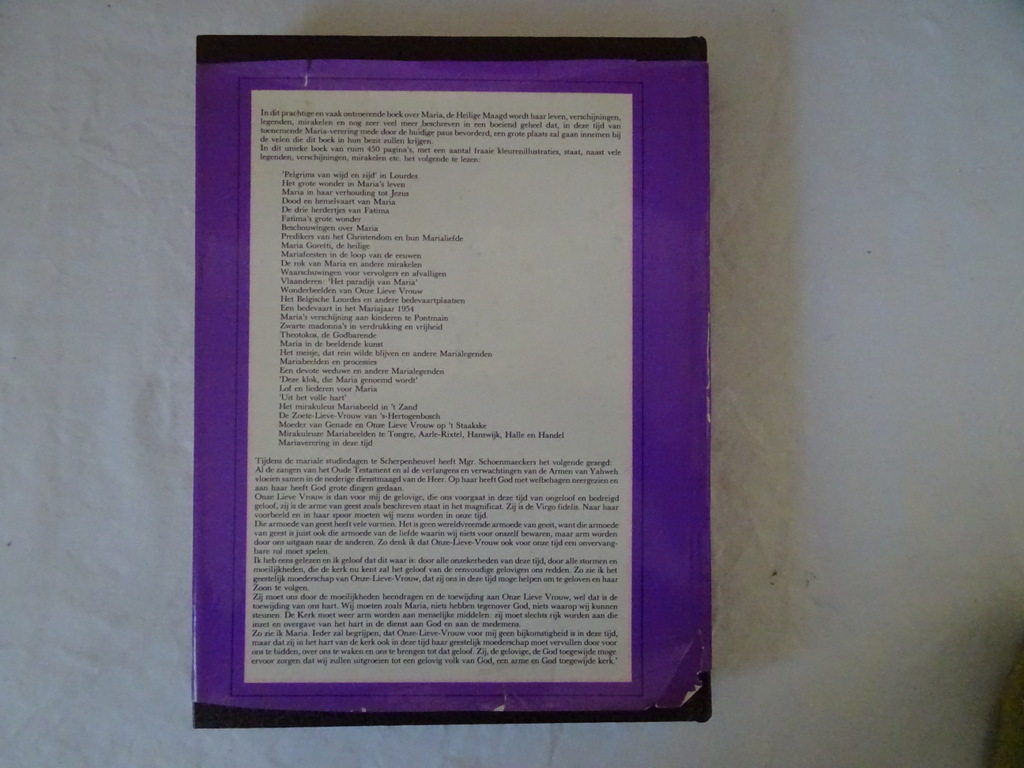 In dit prachtige en vaak ontroerende boek over Maria, de Heilige Maagd wordt haar leven, verschijningen,
legenden, mirakelen en nog zeer veel meer beschreven in een boeiend geheel dat, in deze tijd van
toenemende Maria-verering mede door de huidige paus bevorderd, een grote plaats zal gaan innemen bij
de velen die dit boek in hun bezit zullen krijgen.
In dit unieke boek van ruim 450 pagina's, met een aantal fraaie kleurenillustraties, staat, naast vele
legenden, verschijningen, mirakelen etc. het volgende te lezen:
'Pelgrims van wijd en zijd' in Lourdes
Het grote wonder in Maria's leven
Maria in haar verhouding tot Jezus
Dood en hemelvaart van Maria
De drie herdertjes van Fatima
Fatima's grote wonder
Beschouwingen over Maria
Predikers van het Christendom en hun Marialiefde
Maria Goretti, de heilige
Mariafeesten in de loop van de eeuwen
De rok van Maria en andere mirakelen
Waarschuwingen voor vervolgers en afvalligen
Vlaanderen: 'Het paradijs van Maria'
Wonderbeelden van Onze Lieve Vrouw
Het Belgische Lourdes en andere bedevaartplaatsen
Een bedevaart in het Mariajaar 1954
Maria's verschijning aan kinderen te Pontmain
Zwarte madonna's in verdrukking en vrijheid
Theotokos, de Godbarende
Maria in de beeldende kunst
Het meisje, dat rein wilde blijven en andere Marialegenden
Mariabeelden en processies
Een devote weduwe en andere Marialegenden
'Deze klok, die Maria genoemd wordt'
Lof en liederen voor Maria
'Uit het volle hart'
Het mirakuleus Mariabeeld in 't Zand
De Zoete-Lieve-Vrouw van 's-Hertogenbosch
Moeder van Genade en Onze Lieve Vrouw op 't Staakske
Mirakuleuze Mariabeelden te Tongre, Aarle-Rixtel, Hanswijk, Halle en Handel
Mariaverering in deze tijd
Tijdens de mariale studiedagen te Scherpenheuvel heeft Mgr. Schoenmaeckers het volgende gezegd:
'Al de zangen van het Oude Testament en al de verlangens en verwachtingen van de Armen van Yahweh
vloeien samen in de nederige dienstmaagd van de Heer. Op haar heeft God met welbehagen neergezien en
aan haar heeft God grote dingen gedaan.
Onze Lieve Vrouw is dan voor mij de gelovige, die ons voorgaat in deze tijd van ongeloof en bedreigd
geloof, zij is de arme van geest zoals beschreven staat in het magnificat. Zij is de Virgo fidelis. Naar haar
voorbeeld en in haar spoor moeten wij mens worden in onze tijd.
Die armoede van geest heeft vele vormen. Het is geen wereldvreemde armoede van geest, want die armoede
van geest is juist ook die armoede van de liefde waarin wij niets voor onszelf bewaren, maar arm worden
door ons uitgaan naar de anderen. Zo denk ik dat Onze-Lieve-Vrouw ook voor onze tijd een onvervang-
bare rol moet spelen.
Ik heb eens gelezen en ik geloof dat dit waar is: door alle onzekerheden van deze tijd, door alle stormen en
moeilijkheden, die de kerk nu kent zal het geloof van de eenvoudige gelovigen ons redden. Zo zie ik het
geestelijk moederschap van Onze-Lieve-Vrouw, dat zij ons in deze tijd moge helpen om te geloven en haar
Zoon te volgen.
Zij moet ons door de moeilijkheden heendragen en de toewijding aan Onze Lieve Vrouw, wel dat is de
toewijding van ons hart. Wij moeten zoals Maria, niets hebben tegenover God, niets waarop wij kunnen
steunen. De Kerk moet weer arm worden aan menselijke middelen: zij moet slechts rijk worden aan die
inzet en overgave van het hart in de dienst aan God en aan de medemens.
Zo zie ik Maria. Ieder zal begrijpen, dat Onze-Lieve-Vrouw voor mij geen bijkomstigheid is in deze tijd,
maar dat zij in het hart van de kerk ook in deze tijd haar geestelijk moederschap moet vervullen door voor
ons te bidden, over ons te waken en ons te brengen tot dat geloof. Zij, de gelovige, de God toegewijde moge
ervoor zorgen dat wij zullen uitgroeien tot een gelovig volk van God, een arme en God toegewijde kerk.'